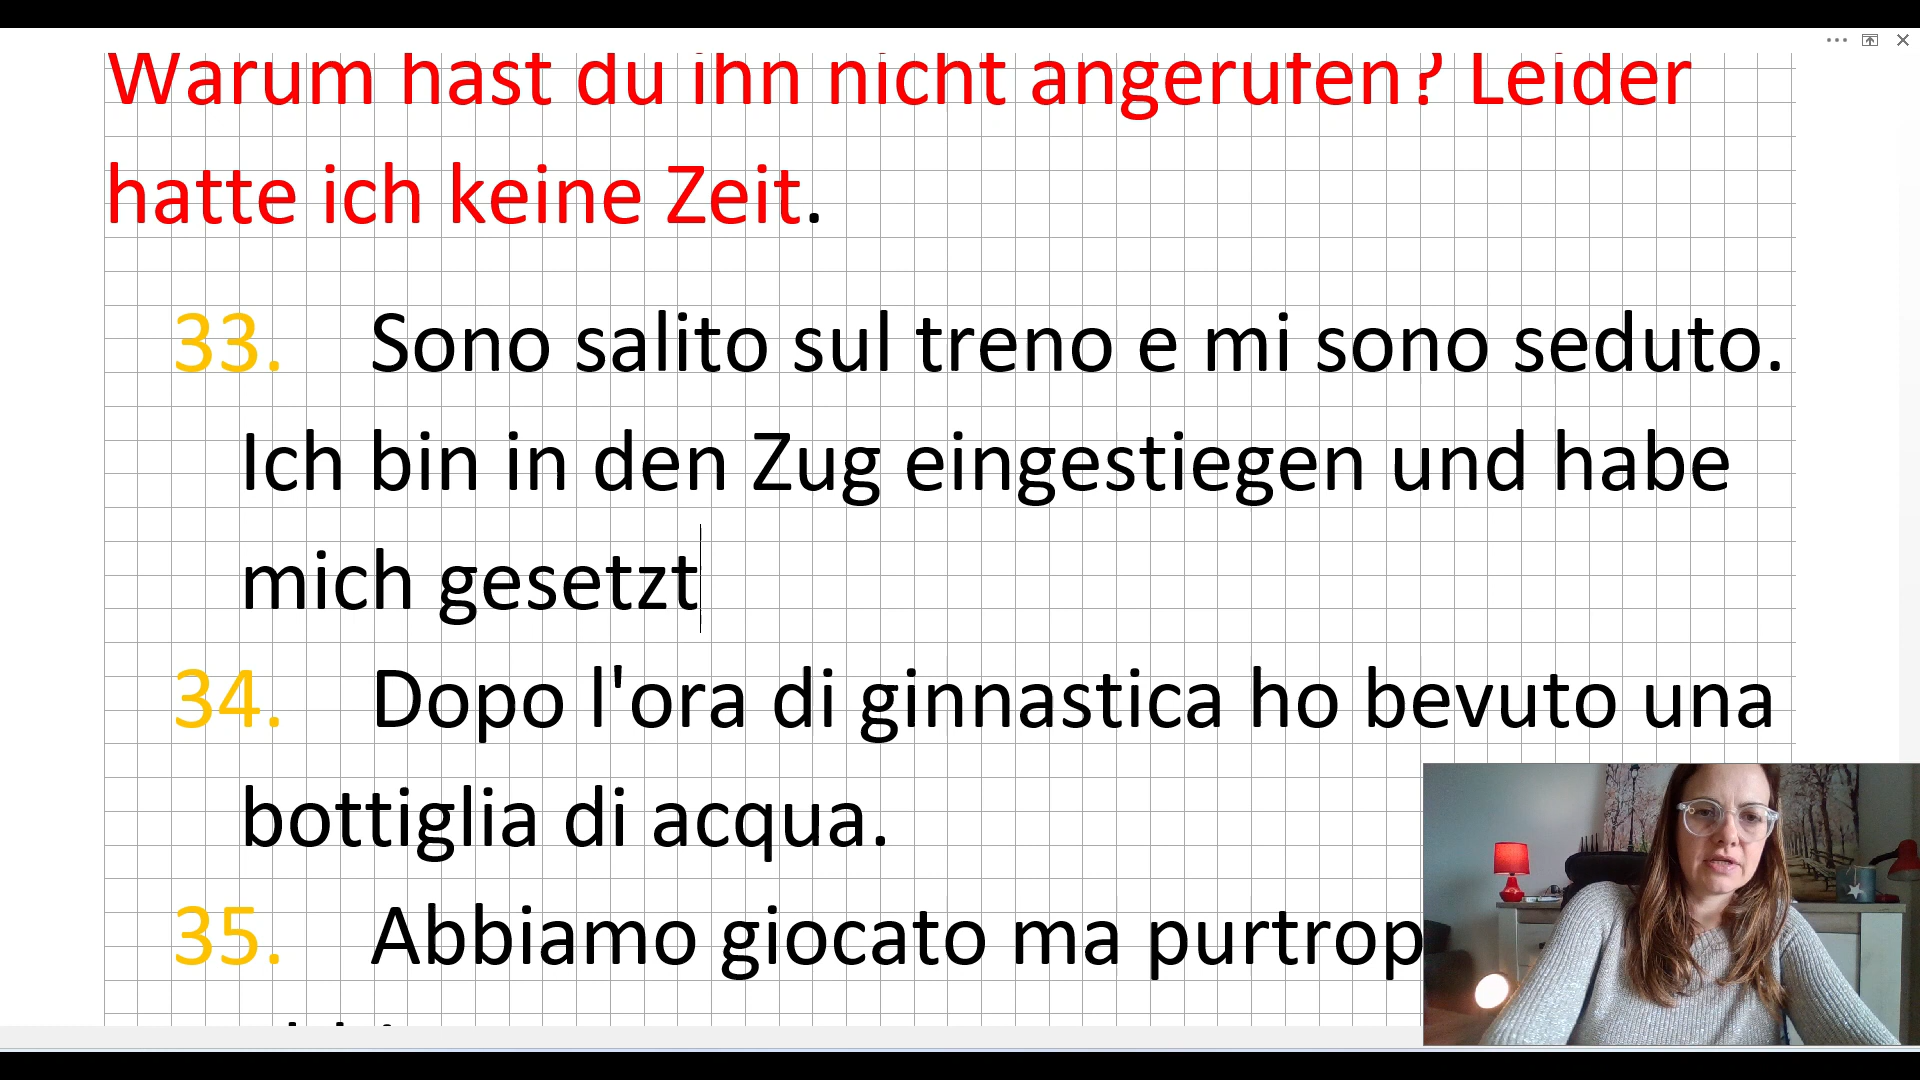 Warum hast du ihn nicht angerufen? Leider
hatte ich keine Zeit.
33. Sono salito sul treno e mi sono seduto.
Ich bin in den Zug eingestiegen und habe
mich gesetzt
34. Dopo l'ora di ginnastica ho bevuto una
bottiglia di acqua.
35. Abbiamo giocato ma purtrop